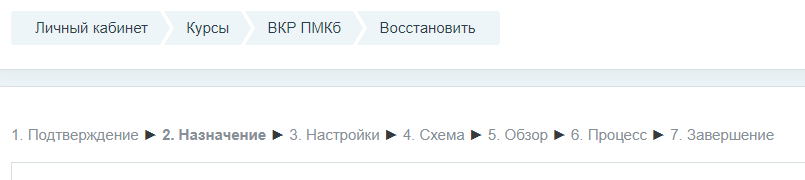 Личный кабинет Курсы ВКР ПМКб Восстановить
1. Подтверждение ► 2. Назначение ► 3. Настройки ► 4. Схема ► 5. Обзор ► 6. Процесс ► 7. Завершение